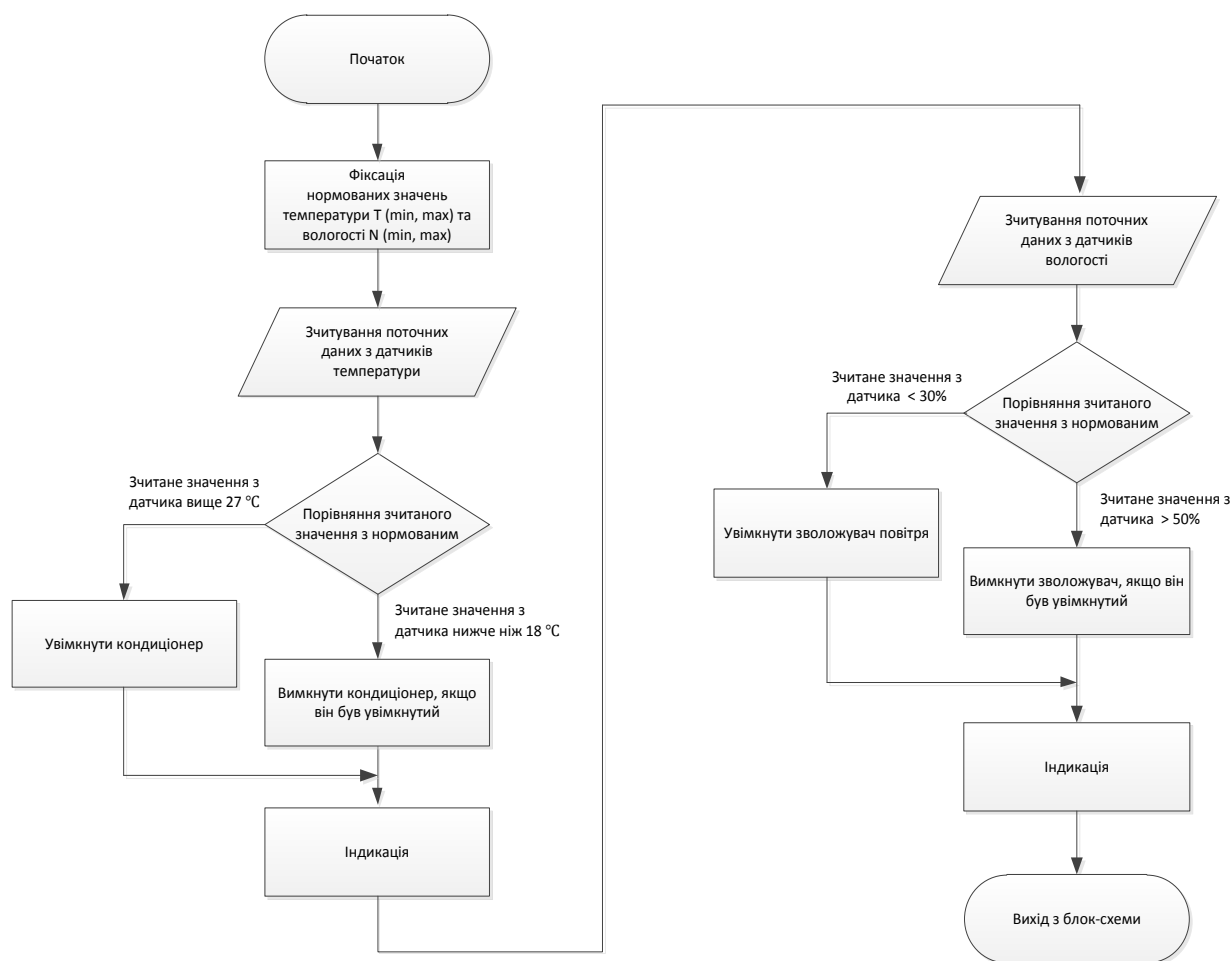 Початок
Фіксація
нормованих значень
температури T (min, max) та
вологості N (min, max)
Зчитування поточних
даних з датчиків
температури
Зчитане значення з
датчика вище 27 ℃
Порівняння зчитаного
значення з нормованим
Зчитане значення з
датчика нижче ніж 18 ℃
Увімкнути кондиціонер
Вимкнути кондиціонер, якщо
він був увімкнутий
Індикація
Зчитування поточних
даних з датчиків
вологості
Зчитане значення з
датчика < 30%
Порівняння зчитаного
значення з нормованим
Зчитане значення з
датчика > 50%
Увімкнути зволожувач повітря
Вимкнути зволожувач, якщо він
був увімкнутий
Індикація
Вихід з блок-схеми